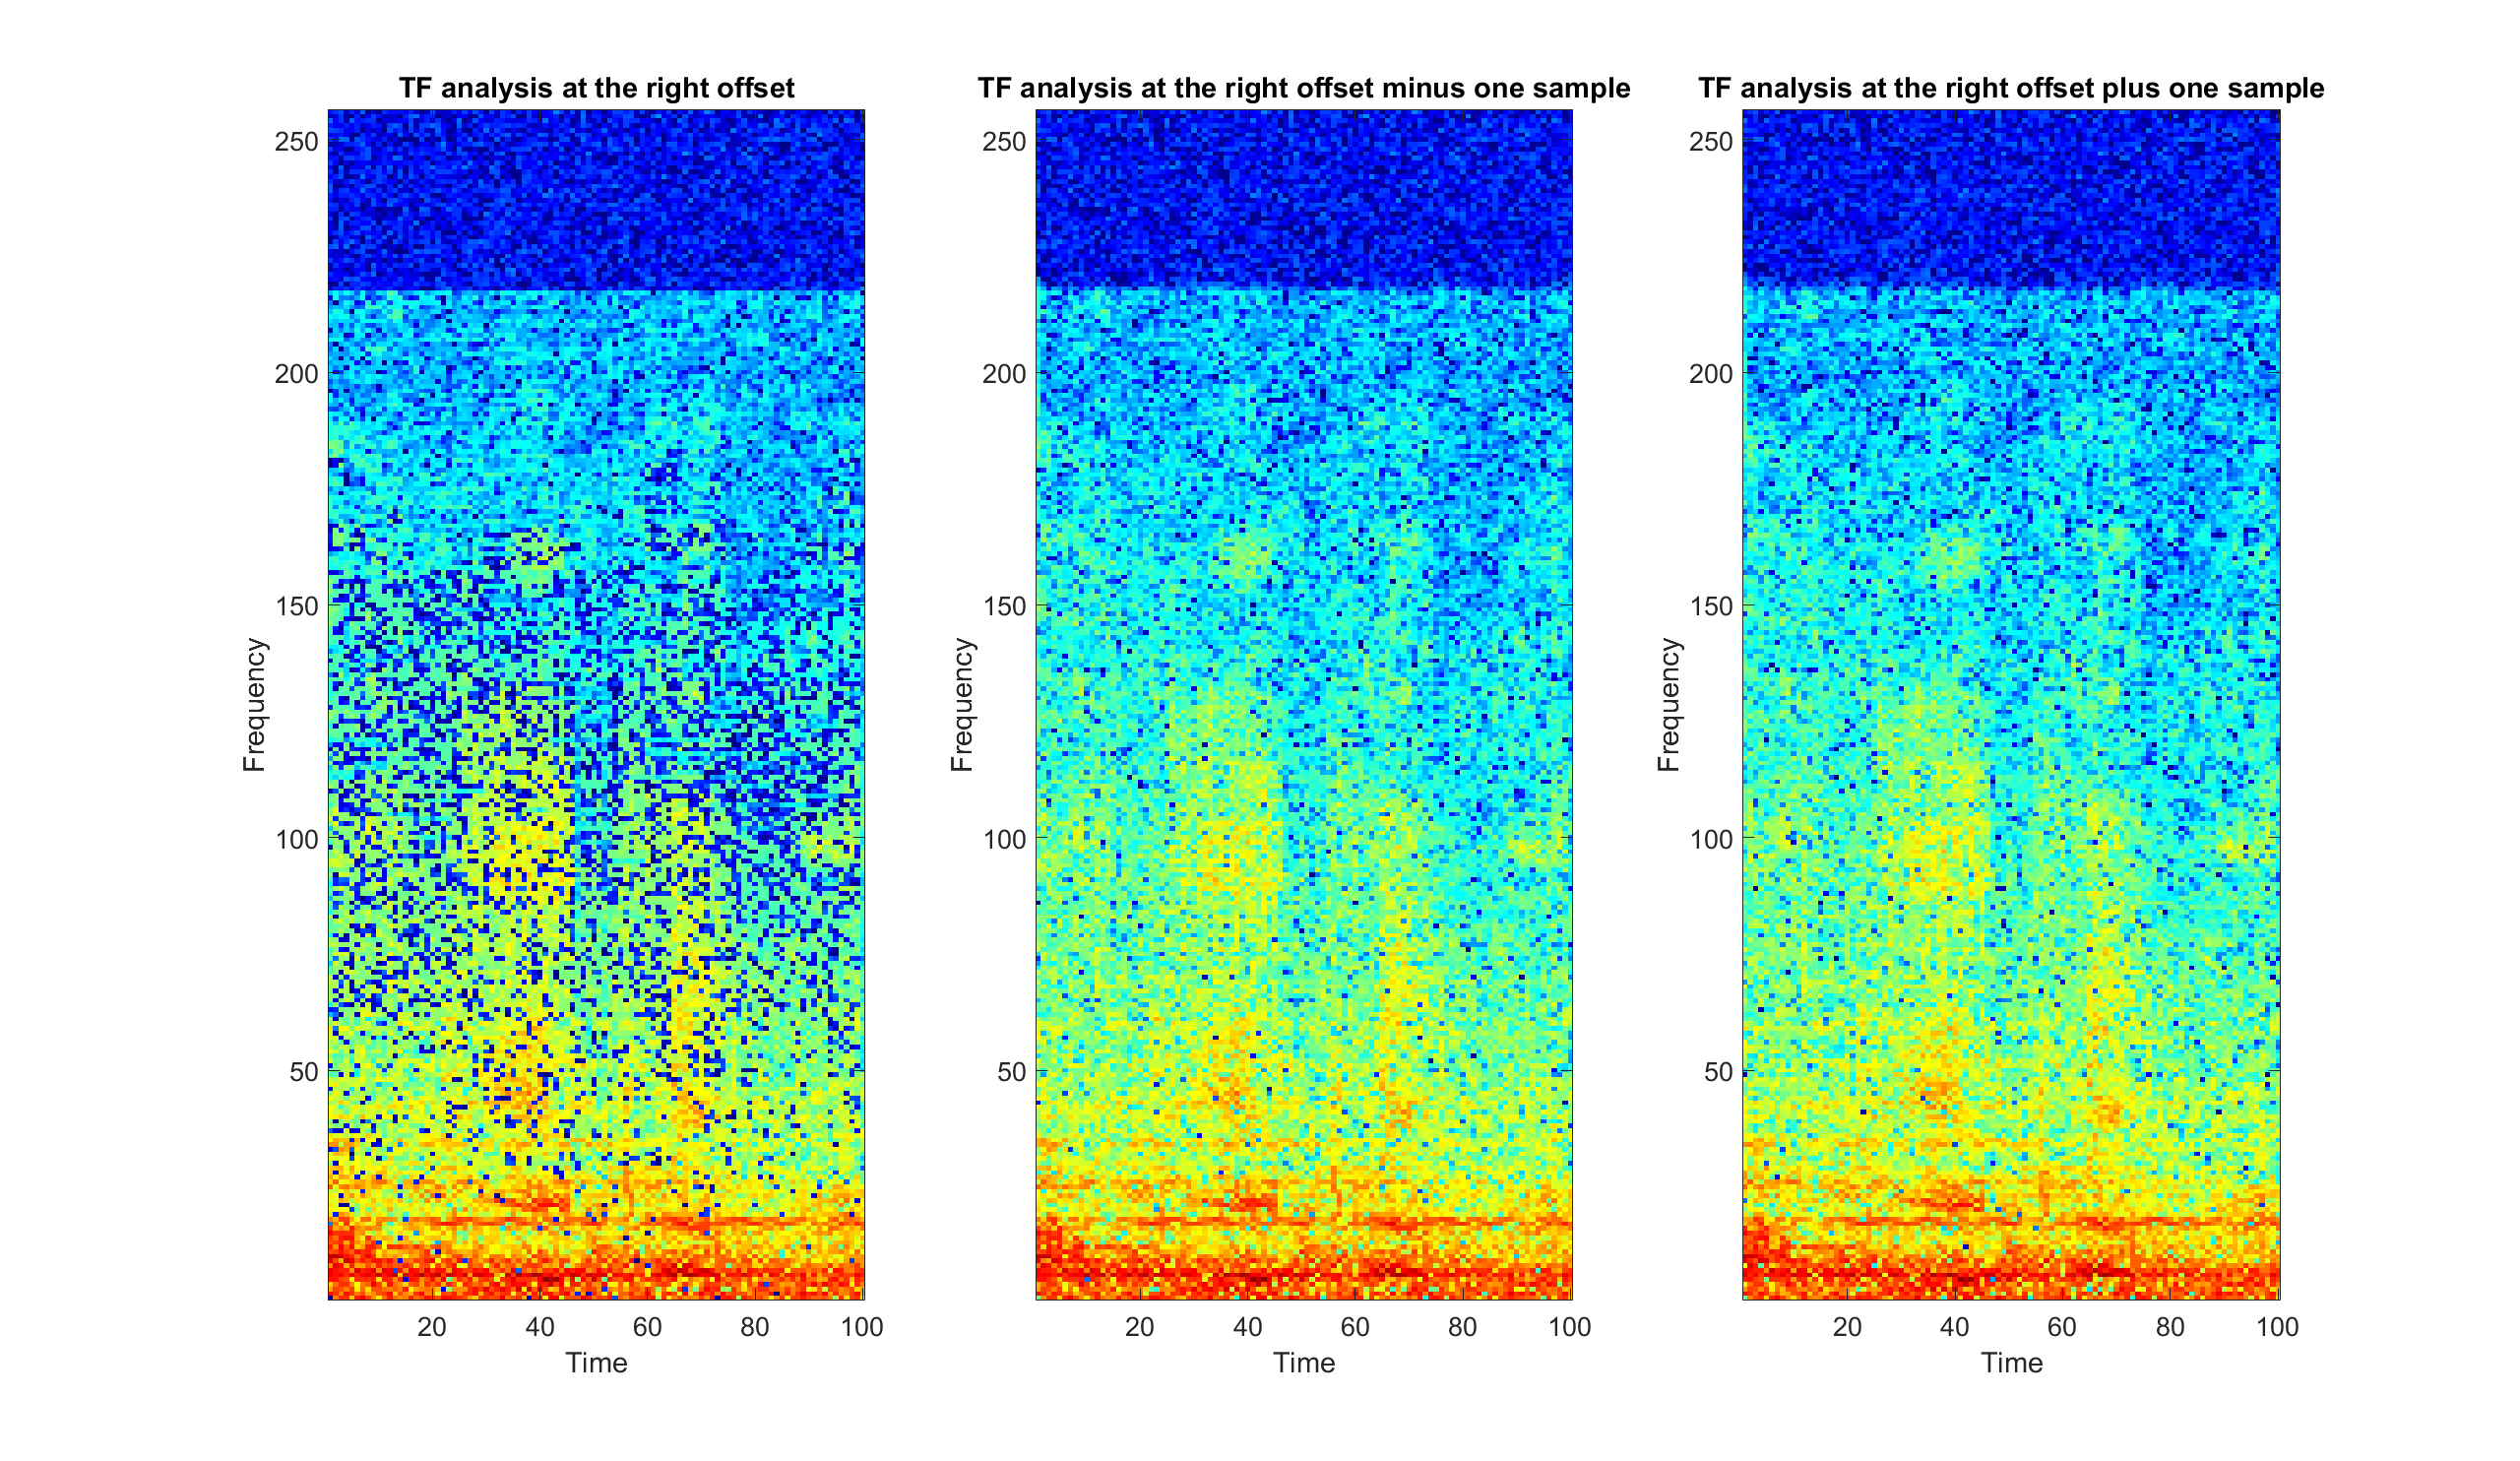 TF analysis at the right offset
250
200
150
100
50
Frequency
20 40 60 80 100
Time
TF analysis at the right offset minus one sample
250
200
150
100
50
Frequency
20 40 60 80 100
Time
TF analysis at the right offset plus one sample
250
200
150
100
50
Frequency
20 40 60 80 100
Time